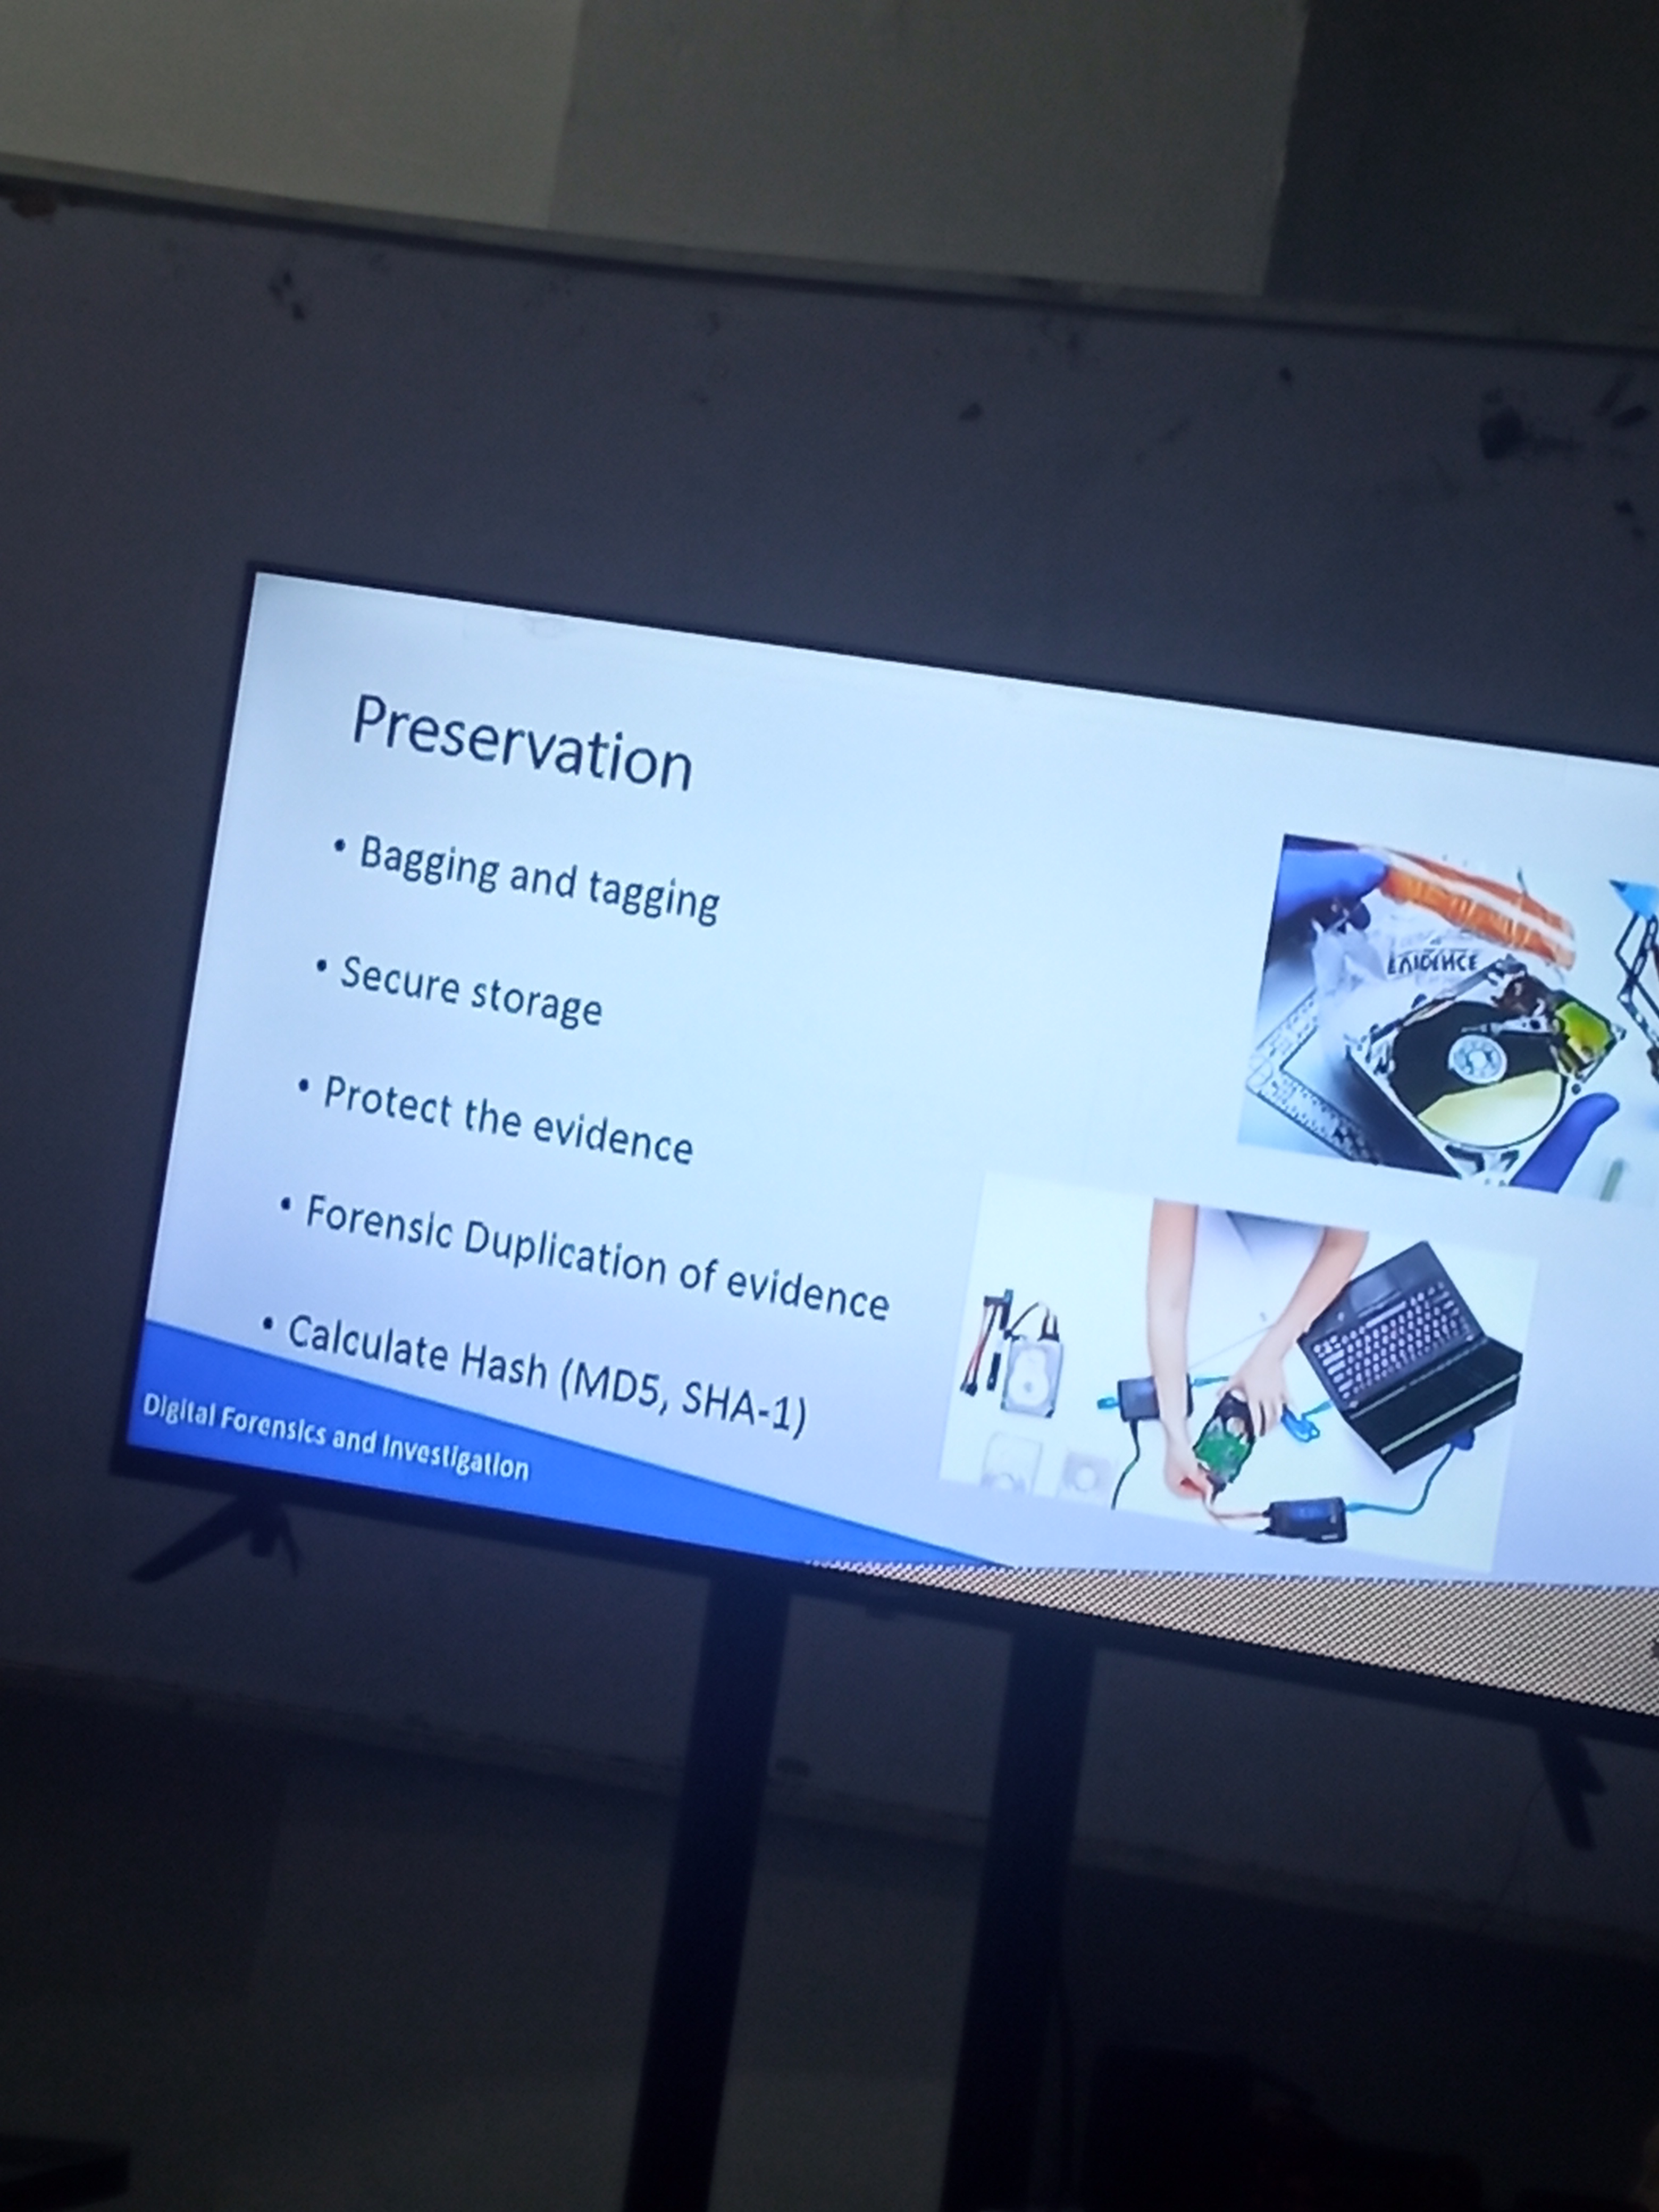 Preservation
• Bagging and tagging
• Secure storage
• Protect the evidence
• Forensic Duplication of evidence
• Calculate Hash (MD5, SHA-1)
Digital Forensics and Investigation
EVIDENCE